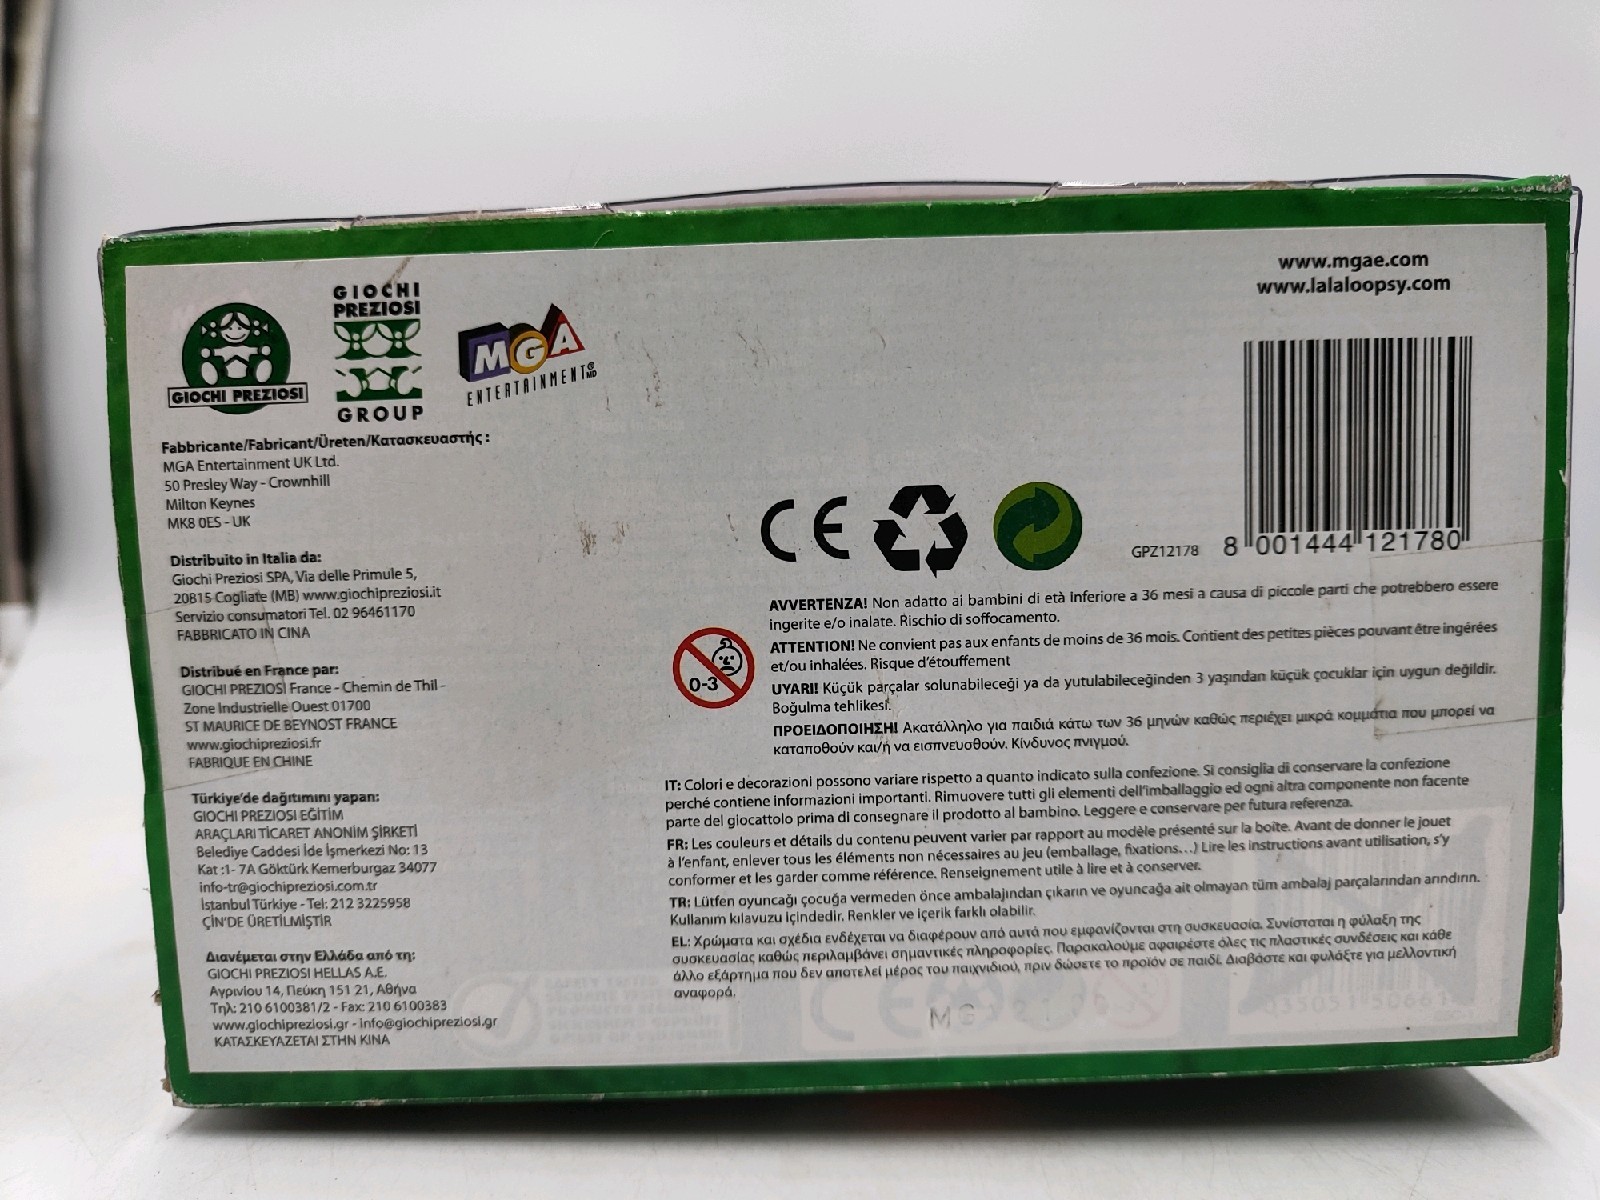 GIOCHI PREZIOSI
GIOCHI
PREZIOSI
GROUP
MGA
ENTERTAINMENT
www.mgae.com
www.lalaloopsy.com
Fabbricante/Fabricant/Üreten/Κατασκευαστής:
MGA Entertainment UK Ltd.
50 Presley Way - Crownhill
Milton Keynes
MK8 0ES - UK
Distribuito in Italia da:
Giochi Preziosi SPA, Via delle Primule 5,
20815 Cogliate (MB) www.giochipreziosi.it
Servizio consumatori Tel. 02 96461170
FABBRICATO IN CINA
Distribué en France par:
GIOCHI PREZIOSI France - Chemin de Thil -
Zone Industrielle Ouest 01700
ST MAURICE DE BEYNOST FRANCE
www.giochipreziosi.fr
FABRIQUE EN CHINE
Türkiye'de dağıtımını yapan:
GIOCHI PREZIOSI EĞİTİM
ARAÇLARI TİCARET ANONİM ŞİRKETİ
Belediye Caddesi İde İşmerkezi No: 13
Kat :1- 7A Göktürk Kemerburgaz 34077
info-tr@giochipreziosi.com.tr
İstanbul Türkiye - Tel: 212 3225958
ÇİN'DE ÜRETİLMİŞTİR
Διανέμεται στην Ελλάδα από τη:
GIOCHI PREZIOSI HELLAS A.E.
Αγρινίου 14, Πεύκη 151 21, Αθήνα
Τηλ: 210 6100381/2 - Fax: 210 6100383
www.giochipreziosi.gr - info@giochipreziosi.gr
ΚΑΤΑΣΚΕΥΑΖΕΤΑΙ ΣΤΗΝ ΚΙΝΑ
CE
GPZ12178
8 001444 121780
0-3
AVVERTENZA! Non adatto ai bambini di età inferiore a 36 mesi a causa di piccole parti che potrebbero essere
ingerite e/o inalate. Rischio di soffocamento.
ATTENTION! Ne convient pas aux enfants de moins de 36 mois. Contient des petites pièces pouvant être ingérées
et/ou inhalées. Risque d'étouffement
UYARI! Küçük parçalar solunabileceği ya da yutulabileceğinden 3 yaşından küçük çocuklar için uygun değildir.
Boğulma tehlikesi.
ΠΡΟΕΙΔΟΠΟΙΗΣΗ! Ακατάλληλο για παιδιά κάτω των 36 μηνών καθώς περιέχει μικρά κομμάτια που μπορεί να
καταποθούν και/ή να εισπνευσθούν. Κίνδυνος πνιγμού.
IT: Colori e decorazioni possono variare rispetto a quanto indicato sulla confezione. Si consiglia di conservare la confezione
perché contiene informazioni importanti. Rimuovere tutti gli elementi dell'imballaggio ed ogni altra componente non facente
parte del giocattolo prima di consegnare il prodotto al bambino. Leggere e conservare per futura referenza.
FR: Les couleurs et détails du contenu peuvent varier par rapport au modèle présenté sur la boîte. Avant de donner le jouet
à l'enfant, enlever tous les éléments non nécessaires au jeu (emballage, fixations...) Lire les instructions avant utilisation, s'y
conformer et les garder comme référence. Renseignement utile à lire et à conserver.
TR: Lütfen oyuncağı çocuğa vermeden önce ambalajından çıkarın ve oyuncağa ait olmayan tüm ambalaj parçalarından arındırın.
Kullanım kılavuzu içindedir. Renkler ve içerik farklı olabilir.
EL: Χρώματα και σχέδια ενδέχεται να διαφέρουν από αυτά που εμφανίζονται στη συσκευασία. Συνίσταται η φύλαξη της
συσκευασίας καθώς περιλαμβάνει σημαντικές πληροφορίες. Παρακαλούμε αφαιρέστε όλες τις πλαστικές συνδέσεις και κάθε
άλλο εξάρτημα που δεν αποτελεί μέρος του παιχνιδιού, πριν δώσετε το προϊόν σε παιδί. Διαβάστε και φυλάξτε για μελλοντική
αναφορά.